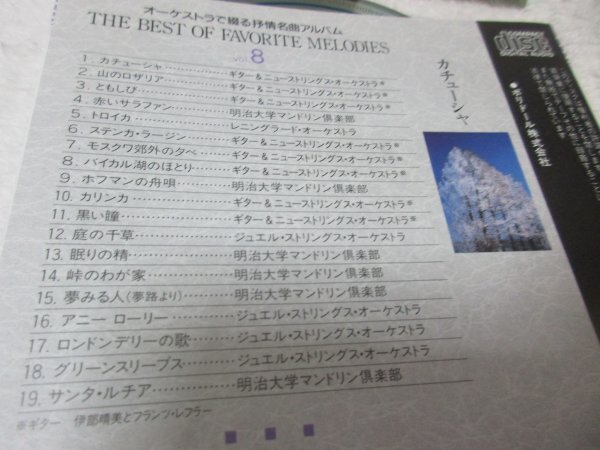 オーケストラで綴る抒情名曲アルバム
THE BEST OF FAVORITE MELODIES
VOL. 8
1. カチューシャ……………ギター＆ニューストリングス・オーケストラ※
2. 山のロザリア……………ギター＆ニューストリングス・オーケストラ※
3. ともしび……………ギター＆ニューストリングス・オーケストラ※
4. 赤いサラファン……………明治大学マンドリン倶楽部
5. トロイカ……………レニングラード・オーケストラ
6. ステンカ・ラージン……………ギター＆ニューストリングス・オーケストラ※
7. モスクワ郊外の夕べ……………ギター＆ニューストリングス・オーケストラ※
8. バイカル湖のほとり……………ギター＆ニューストリングス・オーケストラ※
9. ホフマンの舟唄……………明治大学マンドリン倶楽部
10. カリンカ……………ギター＆ニューストリングス・オーケストラ※
11. 黒い瞳……………ギター＆ニューストリングス・オーケストラ※
12. 庭の千草……………ジュエル・ストリングス・オーケストラ
13. 眠りの精……………明治大学マンドリン倶楽部
14. 峠のわが家……………明治大学マンドリン倶楽部
15. 夢みる人(夢路より)……………明治大学マンドリン倶楽部
16. アニー ローリー……………ジュエル・ストリングス・オーケストラ
17. ロンドンデリーの歌……………ジュエル・ストリングス・オーケストラ
18. グリーンスリーブス……………ジュエル・ストリングス・オーケストラ
19. サンタ・ルチア……………明治大学マンドリン倶楽部
※ギター 伊部晴美とフランツ・レフラー
カチューシャ
COMPACT
disc
DIGITAL AUDIO
●ポリドール株式会社